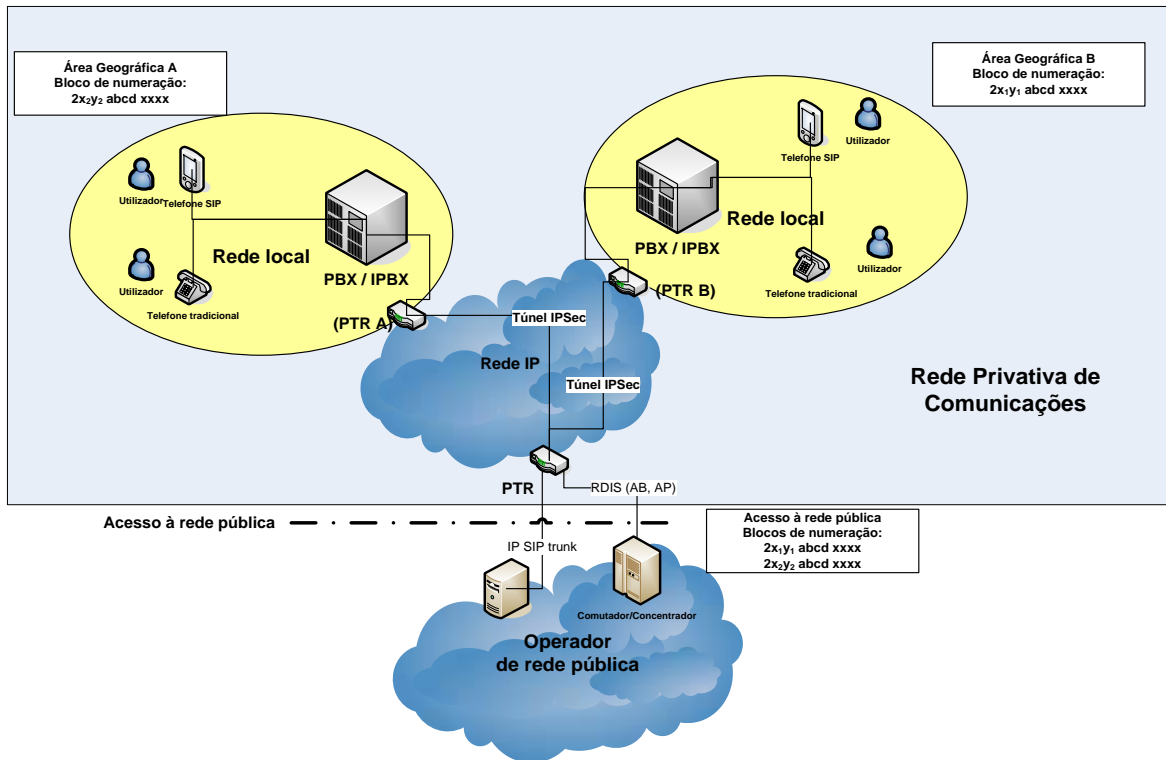 Área Geográfica A
Bloco de numeração:
2x₂y₂ abcd xxxx
Área Geográfica B
Bloco de numeração:
2x₁y₁ abcd xxxx
Utilizador
Telefone SIP
Rede local
PBX / IPBX
Utilizador
Telefone tradicional
(PTR A)
Telefone SIP
Utilizador
Rede local
PBX / IPBX
Utilizador
Telefone tradicional
(PTR B)
Túnel IPSec
Rede IP
Túnel IPSec
Rede Privativa de
Comunicações
PTR
RDIS (AB, AP)
Acesso à rede pública
IP SIP trunk
Acesso à rede pública
Blocos de numeração:
2x₁y₁ abcd xxxx
2x₂y₂ abcd xxxx
Comutador/Concentrador
Operador
de rede pública